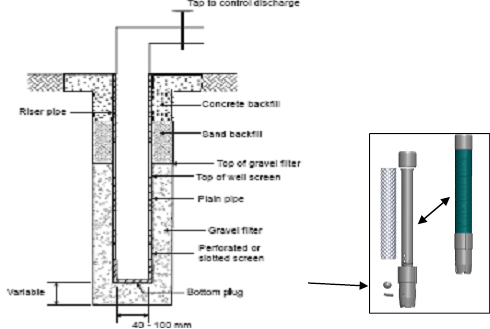 Tap to control discharge
Concrete backfill
Riser pipe
Sand backfill
Top of gravel filter
Top of well screen
Plain pipe
Gravel filter
Perforated or
slotted screen
Variable
Bottom plug
40 - 100 mm